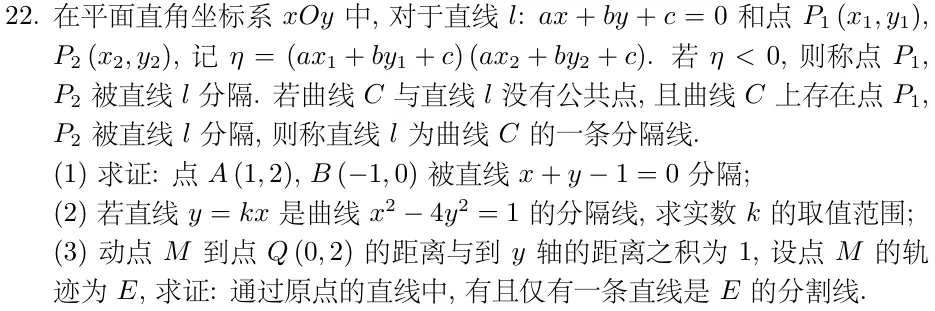 22. 在平面直角坐标系 xOy 中, 对于直线 l: ax + by + c = 0 和点 P₁ (x₁, y₁),
P₂ (x₂, y₂), 记 η = (ax₁ + by₁ + c) (ax₂ + by₂ + c). 若 η < 0, 则称点 P₁,
P₂ 被直线 l 分隔. 若曲线 C 与直线 l 没有公共点, 且曲线 C 上存在点 P₁,
P₂ 被直线 l 分隔, 则称直线 l 为曲线 C 的一条分隔线.
(1) 求证: 点 A (1, 2), B (−1, 0) 被直线 x + y − 1 = 0 分隔;
(2) 若直线 y = kx 是曲线 x² − 4y² = 1 的分隔线, 求实数 k 的取值范围;
(3) 动点 M 到点 Q (0, 2) 的距离与到 y 轴的距离之积为 1, 设点 M 的轨
迹为 E, 求证: 通过原点的直线中, 有且仅有一条直线是 E 的分割线.